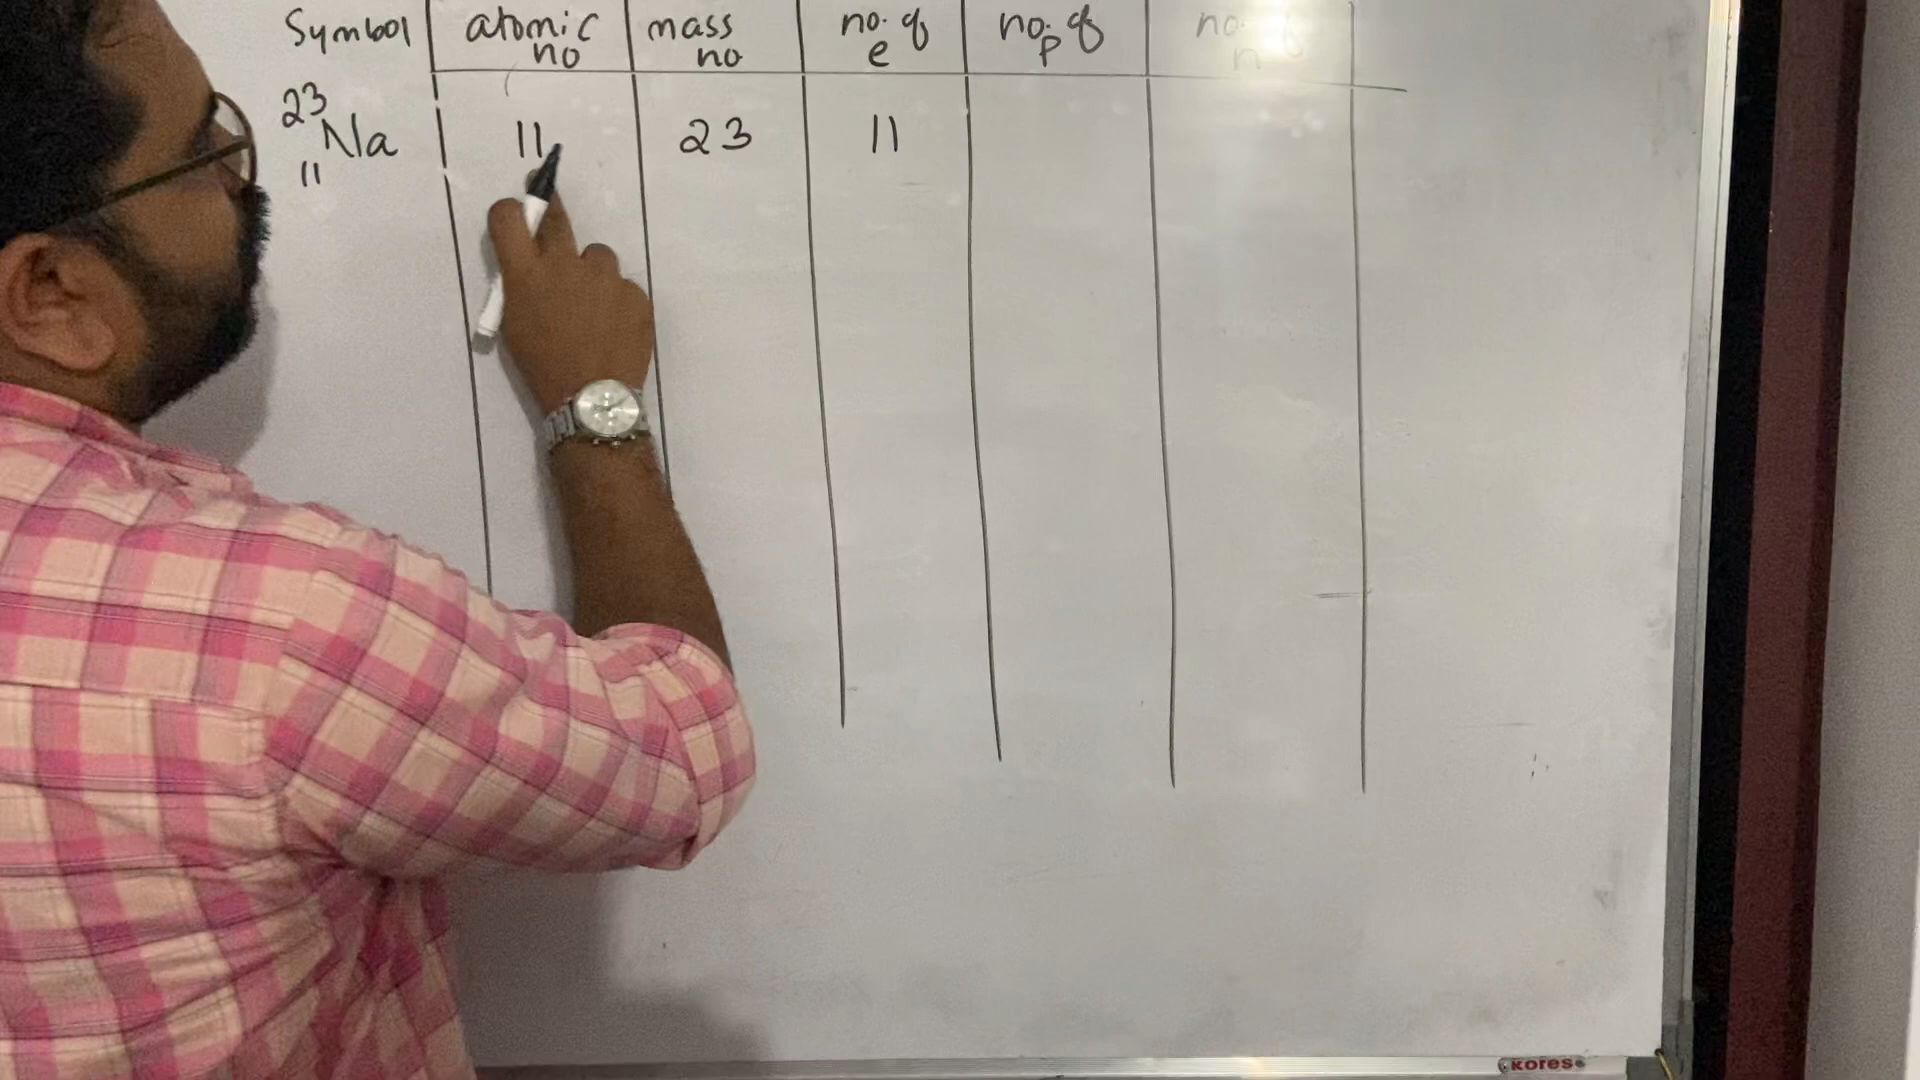 Symbol atomic no mass no no. of e no. of p no. of n
23 11 Na 11 23 11
kores